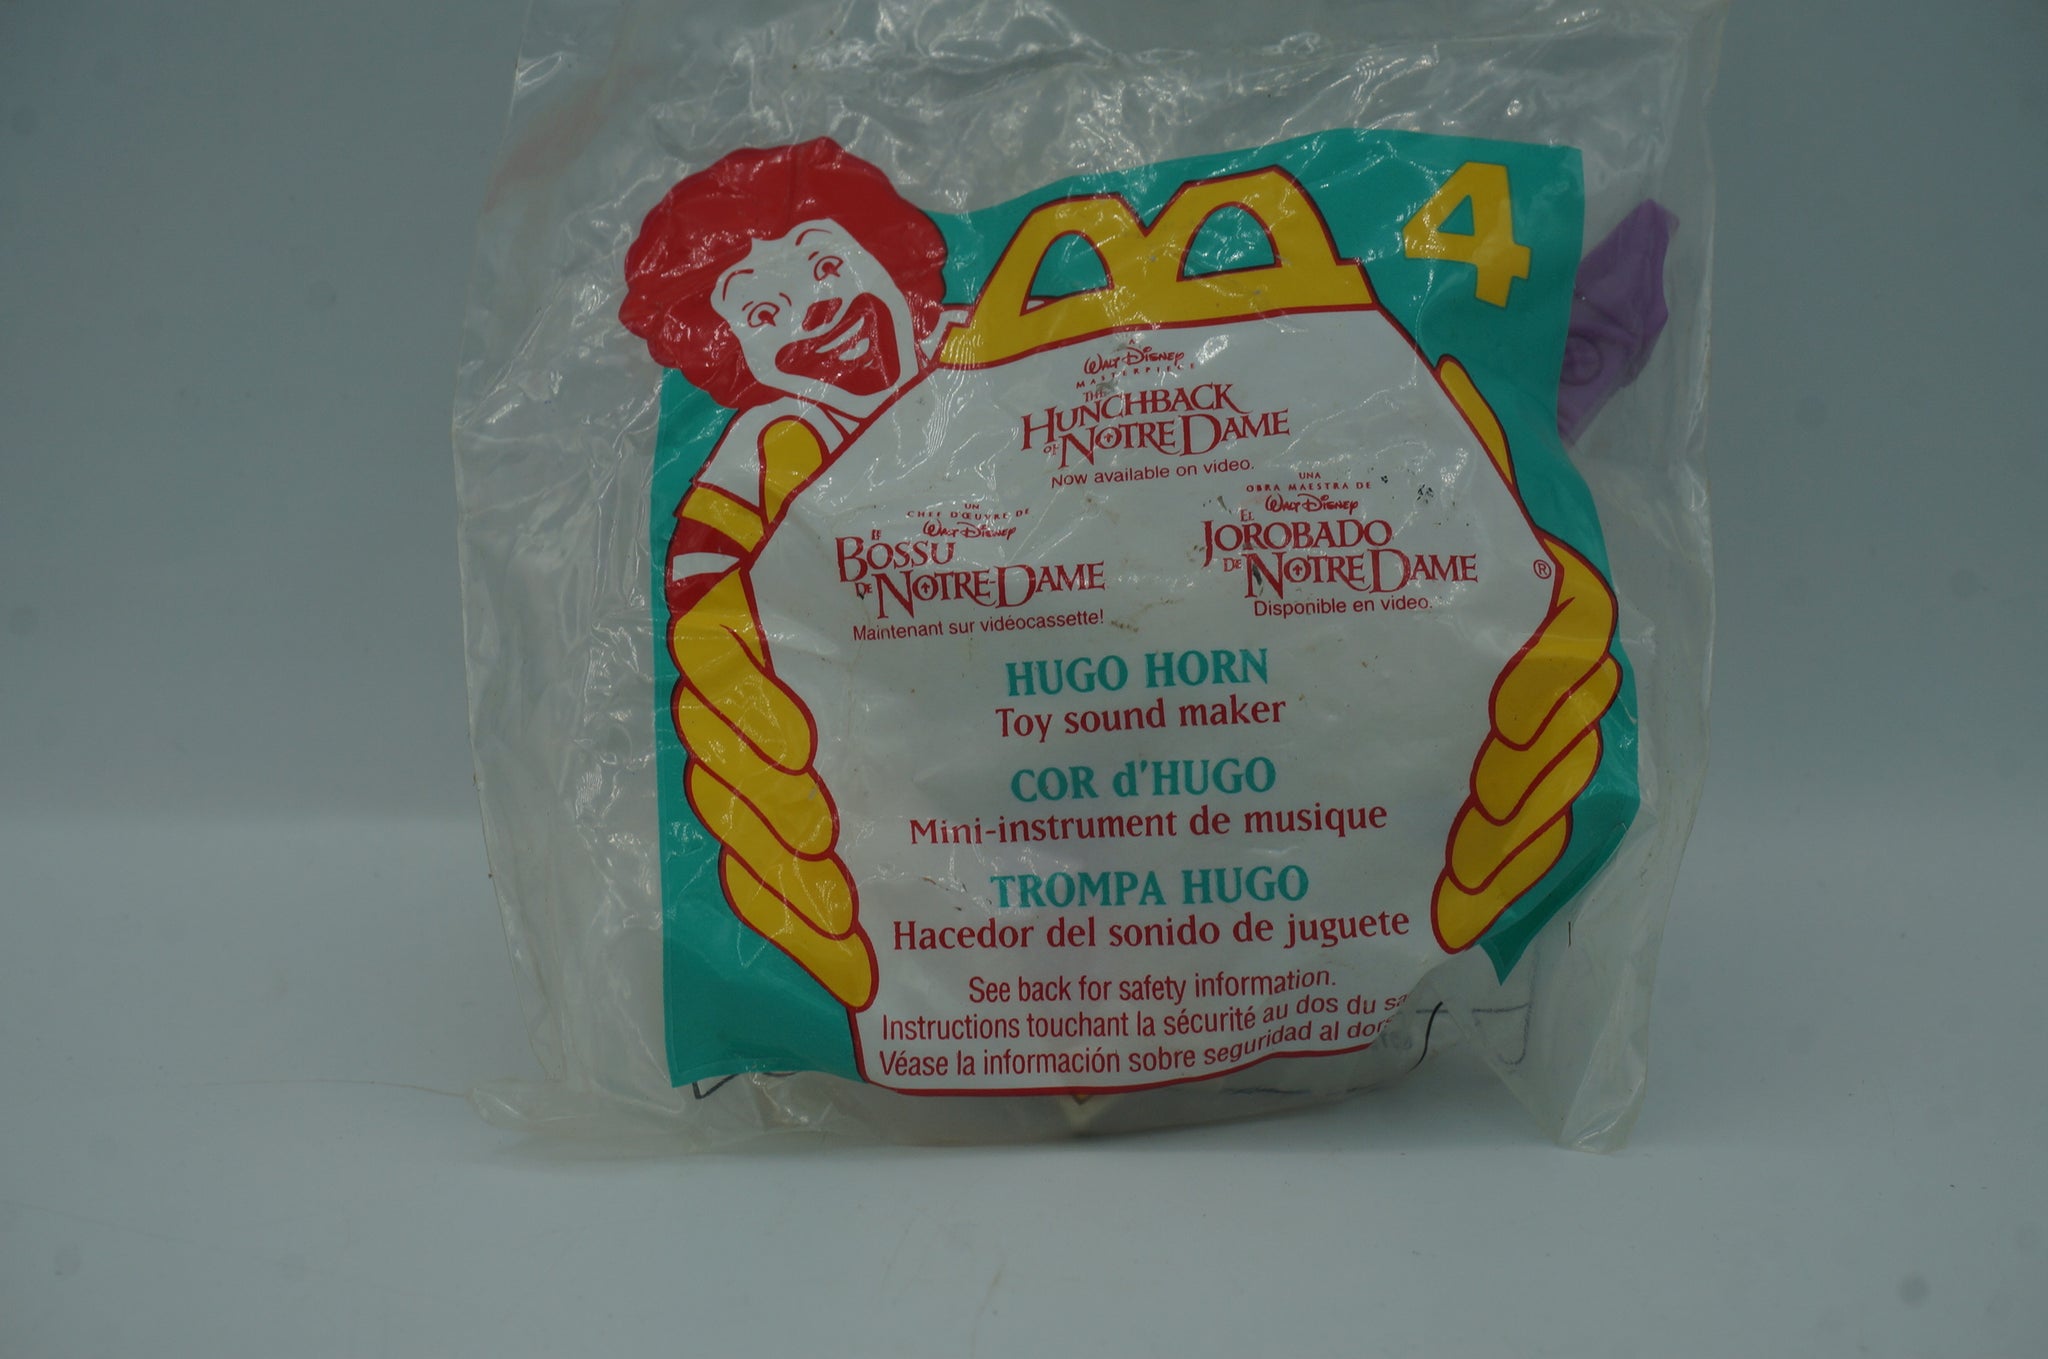 4
A
WALT DISNEY
MASTERPIECE
THE
HUNCHBACK
OF NOTRE DAME
Now available on video.
UN
CHEF D'ŒUVRE DE
WALT DISNEY
LE
BOSSU
DE NOTRE-DAME
Maintenant sur vidéocassette!
UNA
OBRA MAESTRA DE
WALT DISNEY
EL
JOROBADO
DE NOTRE DAME
Disponible en video.
®
HUGO HORN
Toy sound maker
COR d'HUGO
Mini-instrument de musique
TROMPA HUGO
Hacedor del sonido de juguete
See back for safety information.
Instructions touchant la sécurité au dos du
Véase la información sobre seguridad al